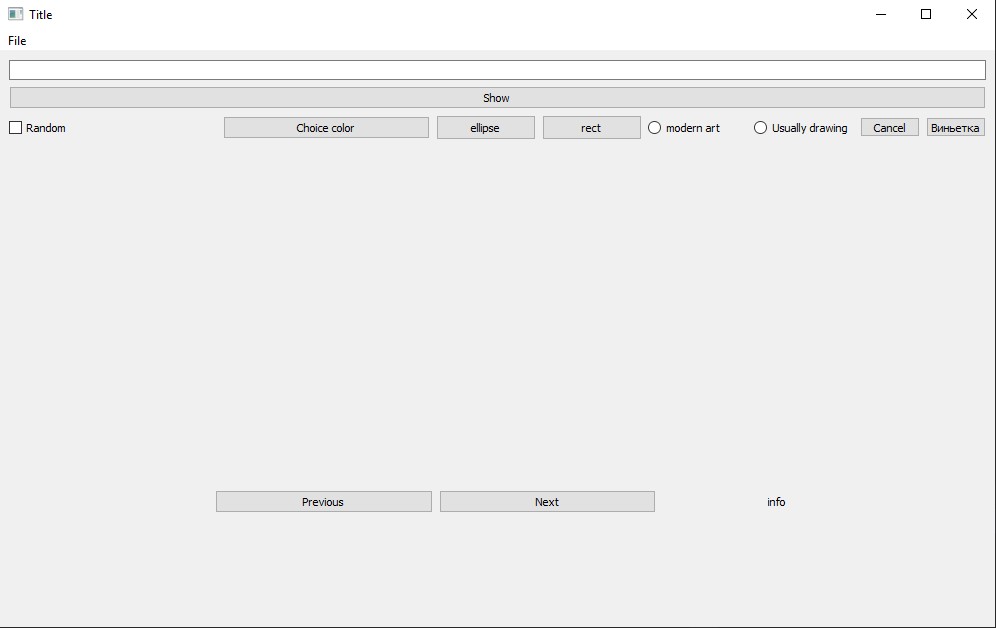 Title
File
Show
Random Choice color ellipse rect modern art Usually drawing Cancel Виньетка
Previous Next info